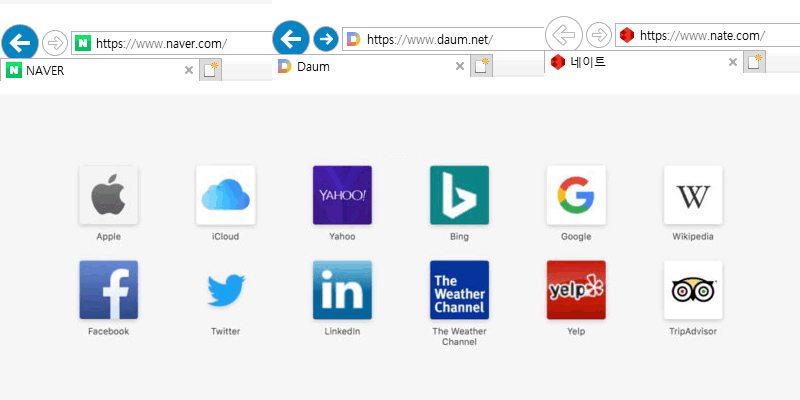 https://www.naver.com/
https://www.daum.net/
https://www.nate.com/
N NAVER
Daum
네이트
YAHOO!
G
W
Apple
iCloud
Yahoo
Bing
Google
Wikipedia
f
in
The
Weather
Channel
yelp
Facebook
Twitter
LinkedIn
The Weather
Channel
Yelp
TripAdvisor